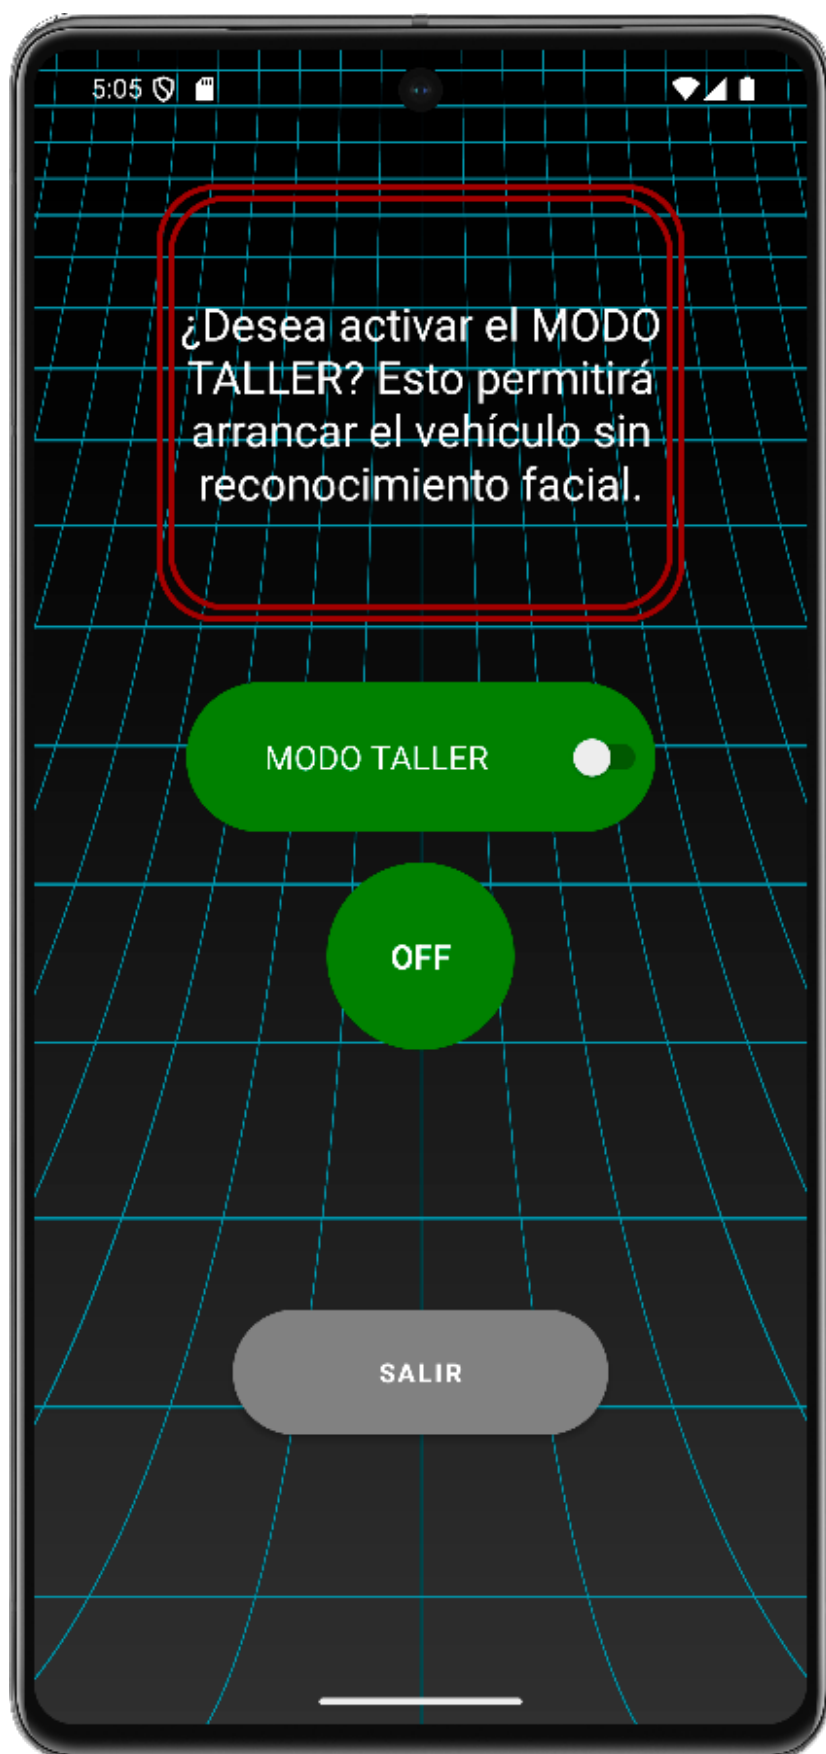 5:05
¿Desea activar el MODO
TALLER? Esto permitirá
arrancar el vehículo sin
reconocimiento facial.
MODO TALLER
OFF
SALIR